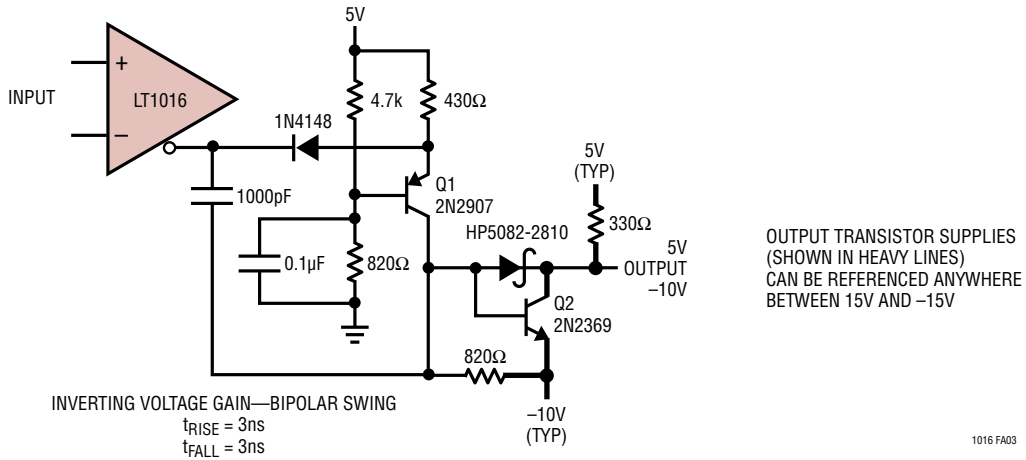 5V
+
LT1016
−
INPUT
4.7k
430Ω
1N4148
1000pF
Q1
2N2907
0.1µF
820Ω
HP5082-2810
5V
(TYP)
330Ω
5V
OUTPUT
–10V
Q2
2N2369
820Ω
–10V
(TYP)
OUTPUT TRANSISTOR SUPPLIES
(SHOWN IN HEAVY LINES)
CAN BE REFERENCED ANYWHERE
BETWEEN 15V AND –15V
INVERTING VOLTAGE GAIN—BIPOLAR SWING
tRISE = 3ns
tFALL = 3ns
1016 FA03